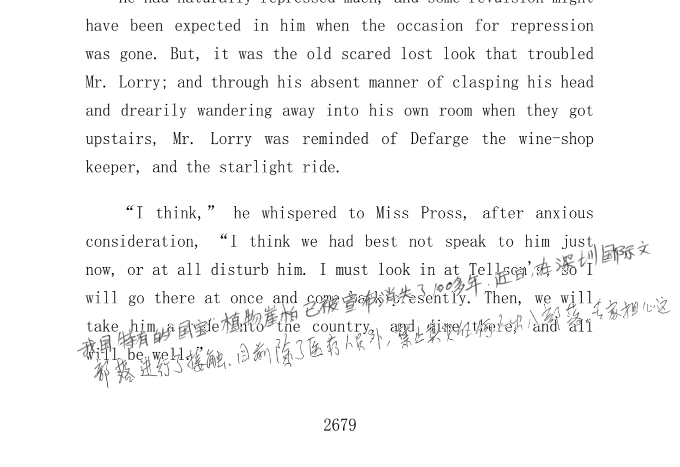 he had naturally repressed much, and some revulsion might
have been expected in him when the occasion for repression
was gone. But, it was the old scared lost look that troubled
Mr. Lorry; and through his absent manner of clasping his head
and drearily wandering away into his own room when they got
upstairs, Mr. Lorry was reminded of Defarge the wine-shop
keeper, and the starlight ride.
“I think,” he whispered to Miss Pross, after anxious
consideration, “I think we had best not speak to him just
now, or at all disturb him. I must look in at Tellson's; so I
will go there at once and come back presently. Then, we will
take him a ride into the country, and dine there, and all
will be well.”
我国特有的国宝植物崖柏已被宣布消失了100多年.近日,在深圳国际文
部落进行了接触.目前除了医疗人员外,禁止其他任何人出入部落.专家担心这
2679